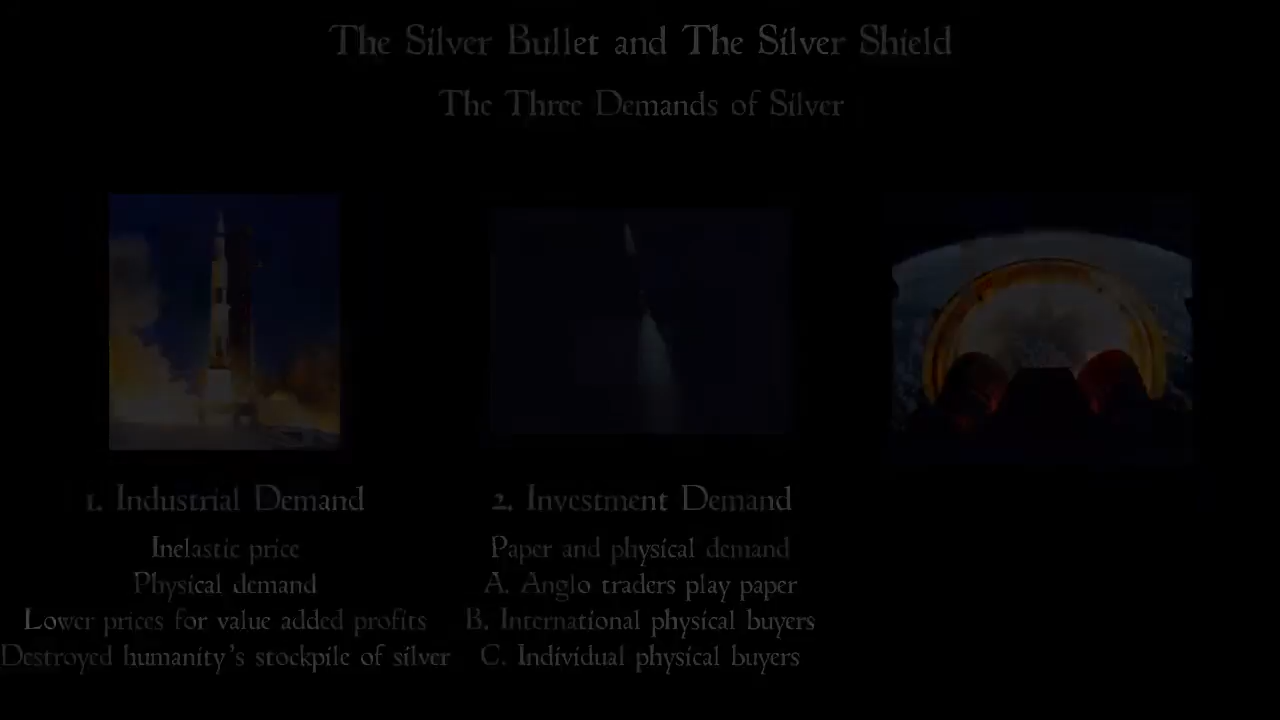 The Silver Bullet and The Silver Shield
The Three Demands of Silver
1. Industrial Demand
Inelastic price
Physical demand
Lower prices for value added profits
Destroyed humanity's stockpile of silver
2. Investment Demand
Paper and physical demand
A. Anglo traders play paper
B. International physical buyers
C. Individual physical buyers